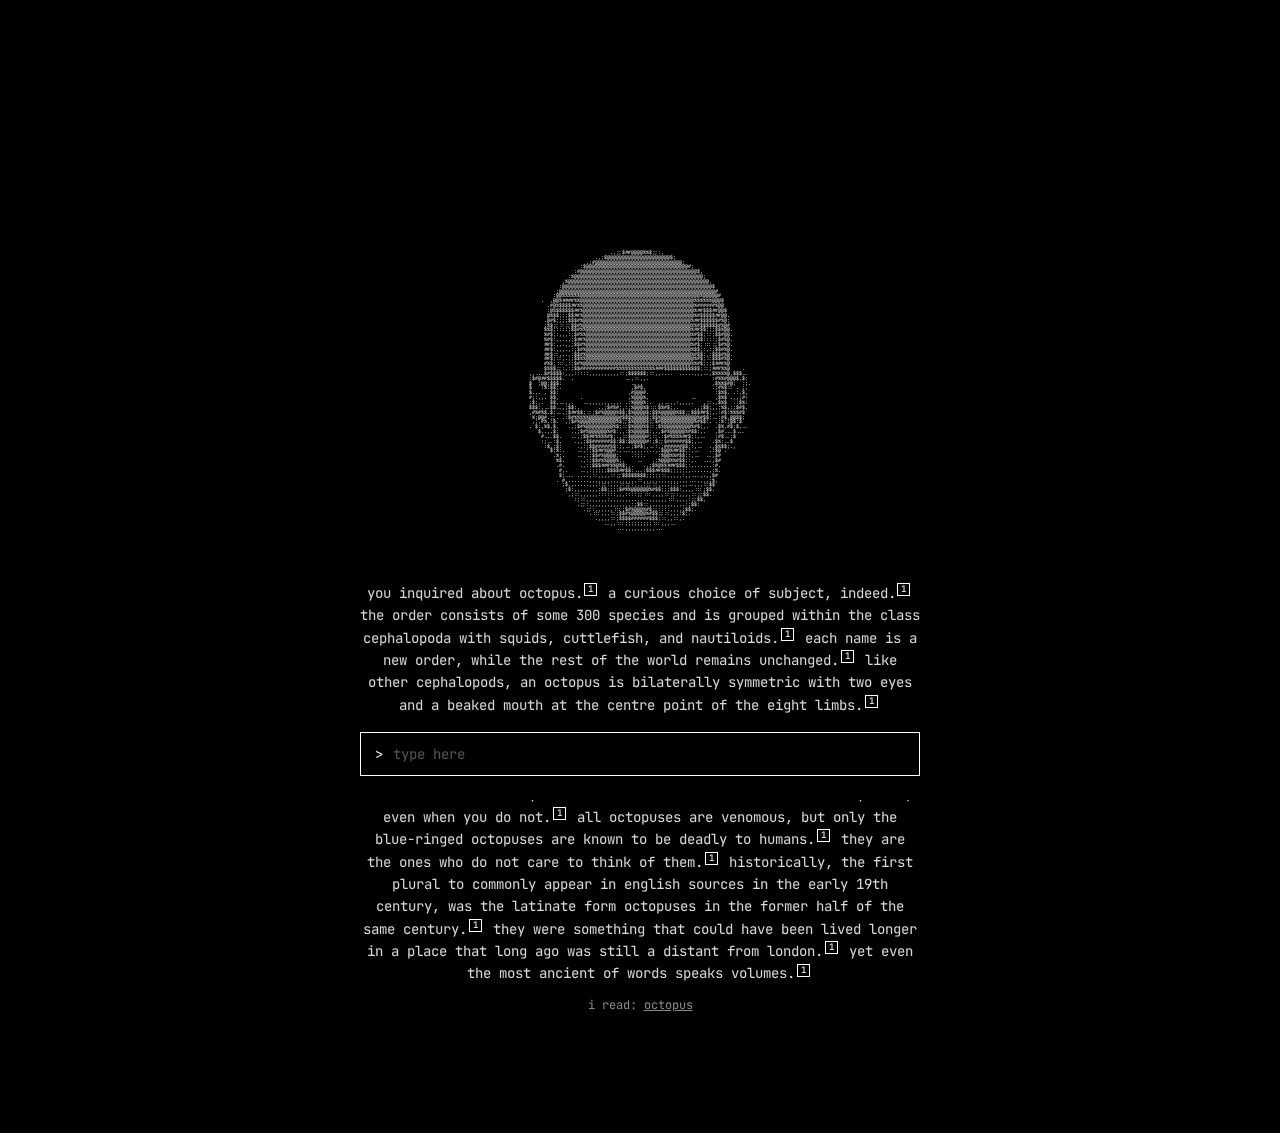 you inquired about octopus.1 a curious choice of subject, indeed.1
the order consists of some 300 species and is grouped within the class
cephalopoda with squids, cuttlefish, and nautiloids.1 each name is a
new order, while the rest of the world remains unchanged.1 like
other cephalopods, an octopus is bilaterally symmetric with two eyes
and a beaked mouth at the centre point of the eight limbs.1
> type here
even when you do not.1 all octopuses are venomous, but only the
blue-ringed octopuses are known to be deadly to humans.1 they are
the ones who do not care to think of them.1 historically, the first
plural to commonly appear in english sources in the early 19th
century, was the latinate form octopuses in the former half of the
same century.1 they were something that could have been lived longer
in a place that long ago was still a distant from london.1 yet even
the most ancient of words speaks volumes.1
i read: octopus